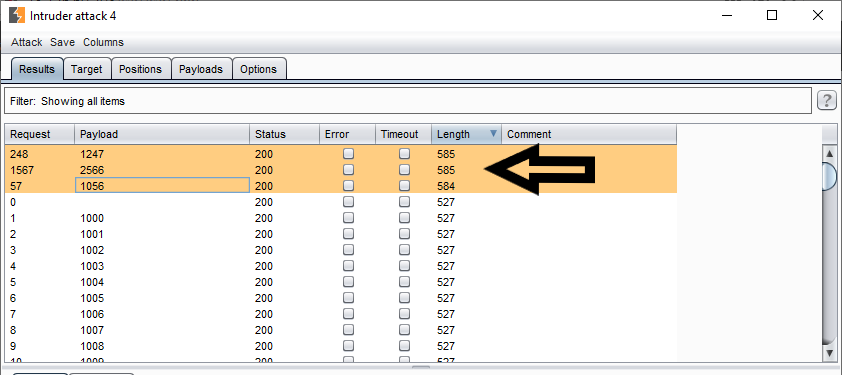 Intruder attack 4
Attack Save Columns
Results Target Positions Payloads Options
Filter: Showing all items ?
Request Payload Status Error Timeout Length Comment
248 1247 200 585
1567 2566 200 585
57 1056 200 584
0 200 527
1 1000 200 527
2 1001 200 527
3 1002 200 527
4 1003 200 527
5 1004 200 527
6 1005 200 527
7 1006 200 527
8 1007 200 527
9 1008 200 527
10 1009 200 527